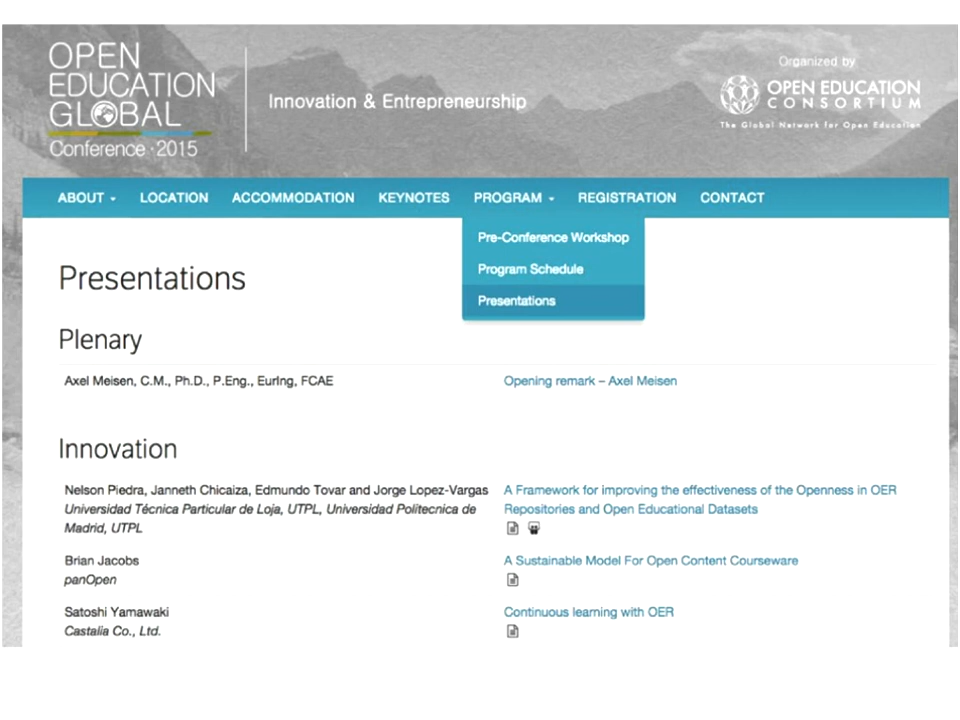 OPEN
EDUCATION
GLOBAL
Conference · 2015
Innovation & Entrepreneurship
Organized by
OPEN EDUCATION
CONSORTIUM
The Global Network for Open Education
ABOUT LOCATION ACCOMMODATION KEYNOTES PROGRAM REGISTRATION CONTACT
Pre-Conference Workshop
Program Schedule
Presentations
Presentations
Plenary
Axel Meisen, C.M., Ph.D., P.Eng., EurIng, FCAE Opening remark – Axel Meisen
Innovation
Nelson Piedra, Janneth Chicaiza, Edmundo Tovar and Jorge Lopez-Vargas A Framework for improving the effectiveness of the Openness in OER
Universidad Técnica Particular de Loja, UTPL, Universidad Politecnica de Repositories and Open Educational Datasets
Madrid, UTPL
Brian Jacobs A Sustainable Model For Open Content Courseware
panOpen
Satoshi Yamawaki Continuous learning with OER
Castalia Co., Ltd.